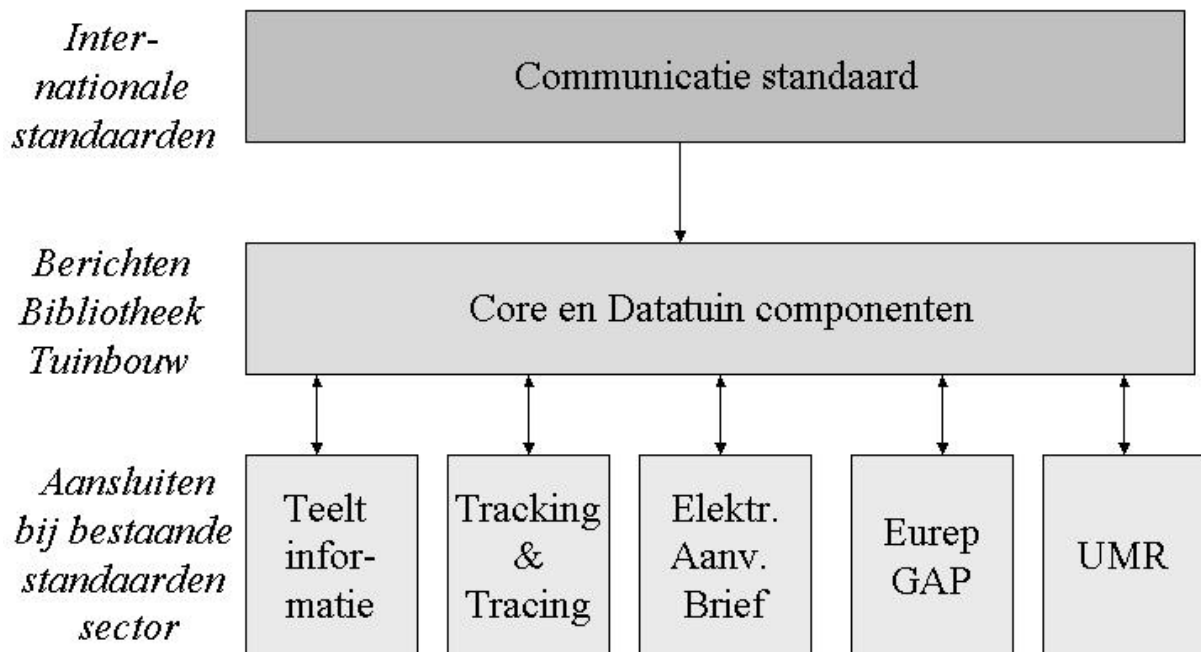 Inter-
nationale
standaarden
Communicatie standaard
Berichten
Bibliotheek
Tuinbouw
Core en Datatuin componenten
Aansluiten
bij bestaande
standaarden
sector
Teelt
infor-
matie
Tracking
&
Tracing
Elektr.
Aanv.
Brief
Eurep
GAP
UMR